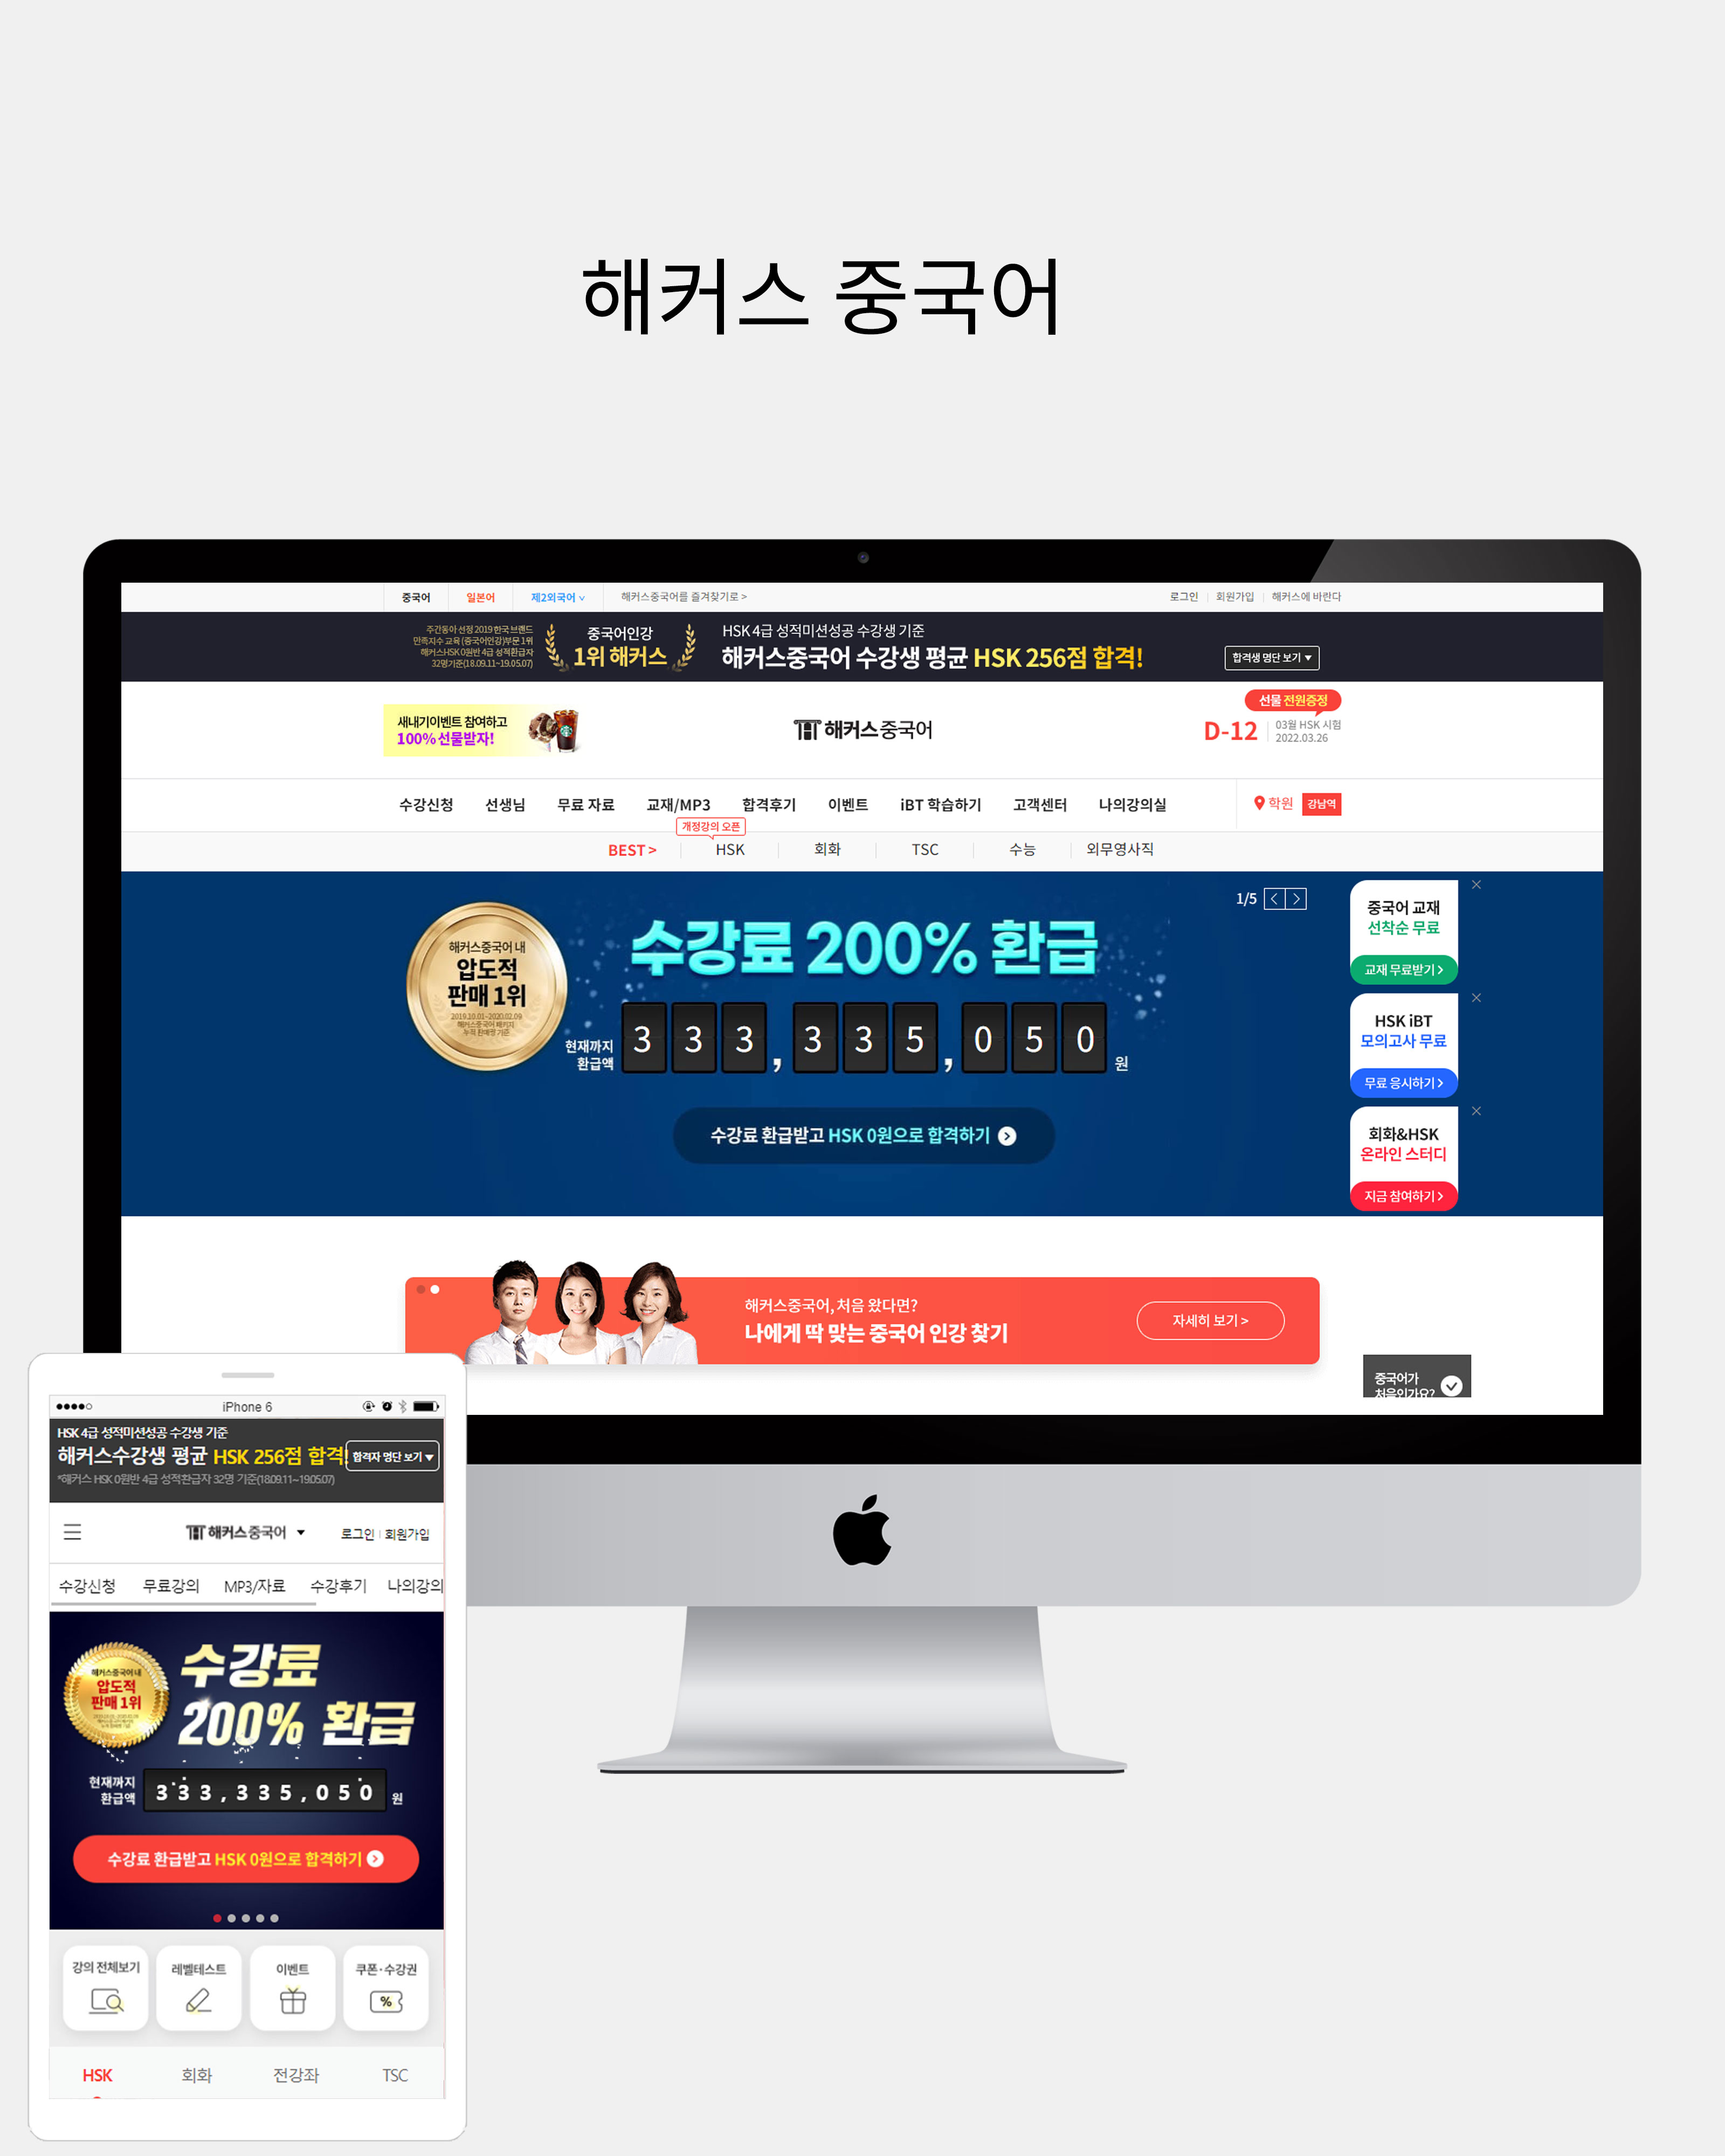 해커스 중국어
중국어 일본어 제2외국어 해커스중국어를 즐겨찾기로 > 로그인 회원가입 해커스에 바란다
주간동아 선정 2019 한국 브랜드
만족지수 교육 (중국어인강)부문 1위
해커스HSK 0원반 4급 성적환급자
32명기준(18.09.11~19.05.07)
중국어인강
1위 해커스
HSK 4급 성적미션성공 수강생 기준
해커스중국어 수강생 평균 HSK 256점 합격!
합격생 명단 보기
새내기이벤트 참여하고
100% 선물받자!
해커스중국어
선물 전원증정
D-12
03월 HSK 시험
2022.03.26
수강신청 선생님 무료 자료 교재/MP3 합격후기 이벤트 iBT 학습하기 고객센터 나의강의실 학원 강남역
개정강의 오픈
BEST > HSK 회화 TSC 수능 외무영사직
1/5
해커스중국어 내
압도적
판매 1위
2019.10.01~2020.02.09
해커스중국어 패키지
누적 판매량 기준
수강료 200% 환급
현재까지
환급액
333,335,050 원
수강료 환급받고 HSK 0원으로 합격하기
중국어 교재
선착순 무료
교재 무료받기 >
HSK iBT
모의고사 무료
무료 응시하기 >
회화&HSK
온라인 스터디
지금 참여하기 >
해커스중국어, 처음 왔다면?
나에게 딱 맞는 중국어 인강 찾기
자세히 보기 >
중국어가
처음인가요?
iPhone 6
HSK 4급 성적미션성공 수강생 기준
해커스수강생 평균 HSK 256점 합격!
합격자 명단 보기
*해커스 HSK 0원반 4급 성적환급자 32명 기준(18.09.11~19.05.07)
해커스중국어
로그인 회원가입
수강신청 무료강의 MP3/자료 수강후기 나의강의
해커스중국어 내
압도적
판매 1위
수강료
200% 환급
현재까지
환급액
333,335,050 원
수강료 환급받고 HSK 0원으로 합격하기
강의 전체보기 레벨테스트 이벤트 쿠폰·수강권
%
HSK 회화 전강좌 TSC